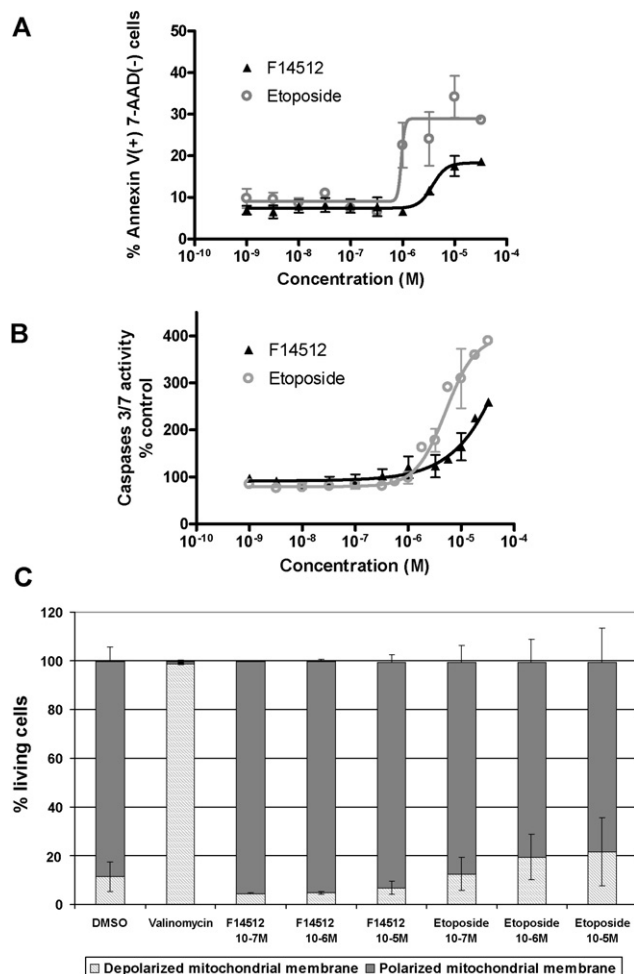 A
% Annexin V(+) 7-AAD(-) cells
50
40
30
20
10
0
F14512
Etoposide
10-10 10-9 10-8 10-7 10-6 10-5 10-4
Concentration (M)
B
Caspases 3/7 activity
% control
400
300
200
100
0
F14512
Etoposide
10-10 10-9 10-8 10-7 10-6 10-5 10-4
Concentration (M)
C
% living cells
120
100
80
60
40
20
0
DMSO Valinomycin F14512 F14512 F14512 Etoposide Etoposide Etoposide
10-7M 10-6M 10-5M 10-7M 10-6M 10-5M
Depolarized mitochondrial membrane Polarized mitochondrial membrane